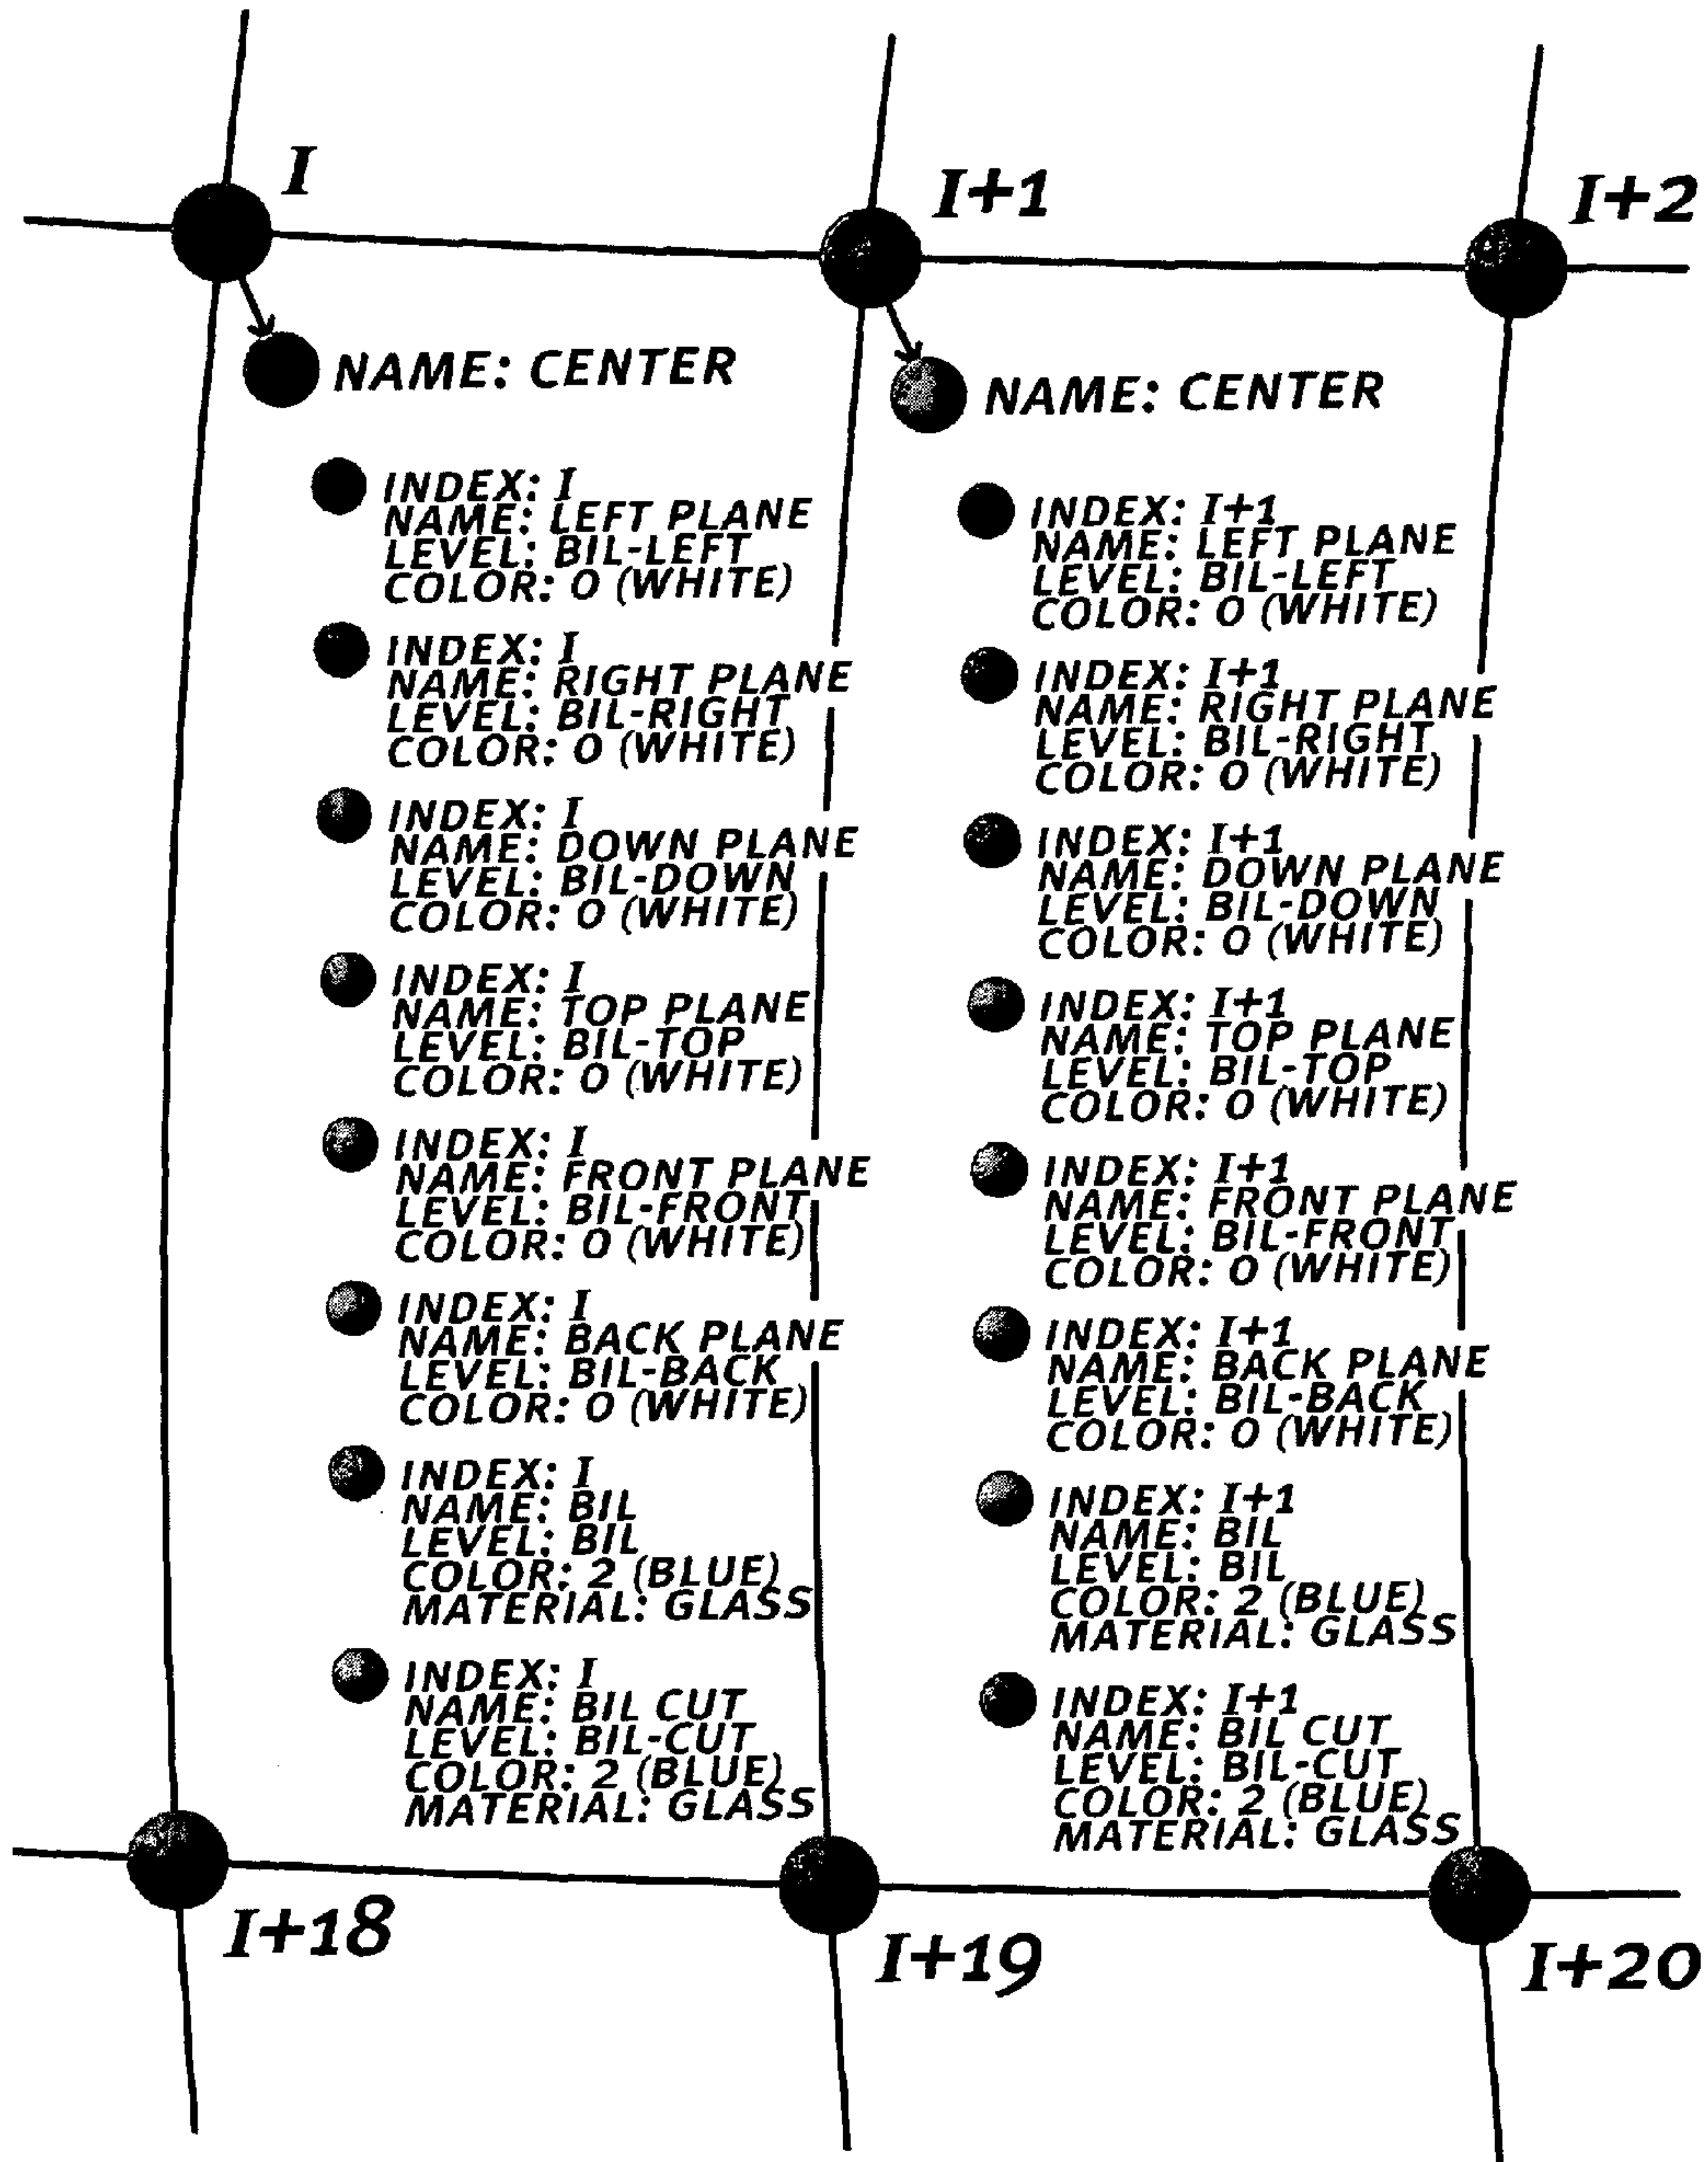 I
I+1
I+2
NAME: CENTER
INDEX: I
NAME: LEFT PLANE
LEVEL: BIL-LEFT
COLOR: 0 (WHITE)
INDEX: I
NAME: RIGHT PLANE
LEVEL: BIL-RIGHT
COLOR: 0 (WHITE)
INDEX: I
NAME: DOWN PLANE
LEVEL: BIL-DOWN
COLOR: 0 (WHITE)
INDEX: I
NAME: TOP PLANE
LEVEL: BIL-TOP
COLOR: 0 (WHITE)
INDEX: I
NAME: FRONT PLANE
LEVEL: BIL-FRONT
COLOR: 0 (WHITE)
INDEX: I
NAME: BACK PLANE
LEVEL: BIL-BACK
COLOR: 0 (WHITE)
INDEX: I
NAME: BIL
LEVEL: BIL
COLOR: 2 (BLUE)
MATERIAL: GLASS
INDEX: I
NAME: BIL CUT
LEVEL: BIL-CUT
COLOR: 2 (BLUE)
MATERIAL: GLASS
NAME: CENTER
INDEX: I+1
NAME: LEFT PLANE
LEVEL: BIL-LEFT
COLOR: 0 (WHITE)
INDEX: I+1
NAME: RIGHT PLANE
LEVEL: BIL-RIGHT
COLOR: 0 (WHITE)
INDEX: I+1
NAME: DOWN PLANE
LEVEL: BIL-DOWN
COLOR: 0 (WHITE)
INDEX: I+1
NAME: TOP PLANE
LEVEL: BIL-TOP
COLOR: 0 (WHITE)
INDEX: I+1
NAME: FRONT PLANE
LEVEL: BIL-FRONT
COLOR: 0 (WHITE)
INDEX: I+1
NAME: BACK PLANE
LEVEL: BIL-BACK
COLOR: 0 (WHITE)
INDEX: I+1
NAME: BIL
LEVEL: BIL
COLOR: 2 (BLUE)
MATERIAL: GLASS
INDEX: I+1
NAME: BIL CUT
LEVEL: BIL-CUT
COLOR: 2 (BLUE)
MATERIAL: GLASS
I+18
I+19
I+20